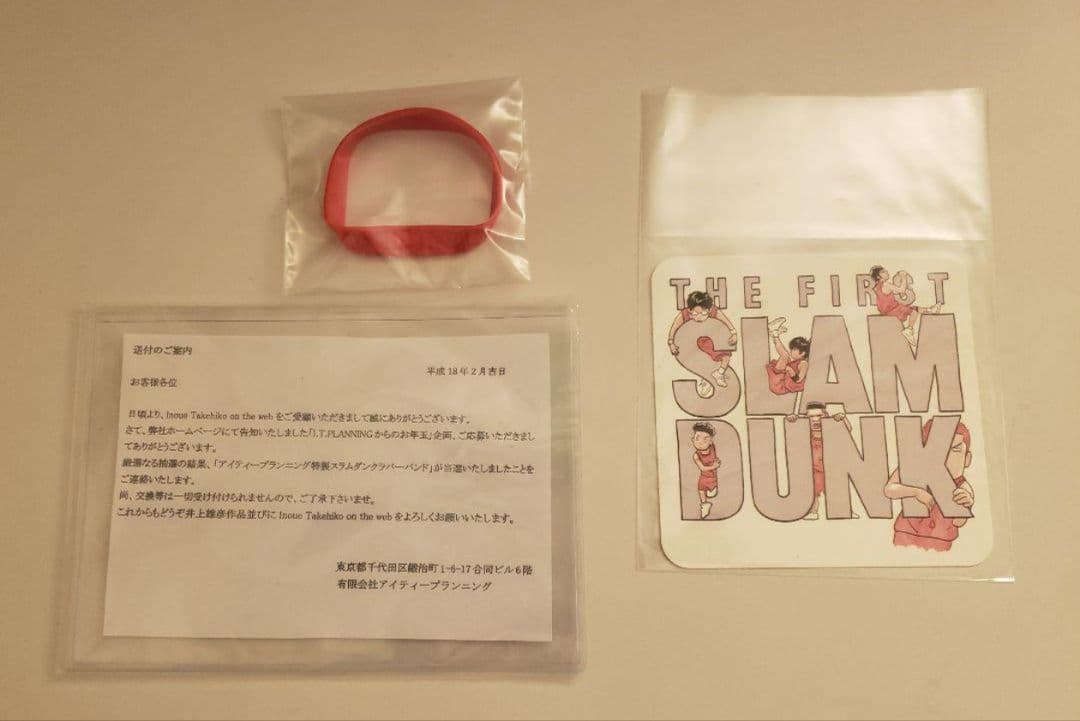 送付のご案内
平成18年2月吉日
お客様各位
日頃より、Inoue Takehiko on the webをご愛顧いただきまして誠にありがとうございます。
さて、弊社ホームページにて告知いたしました「I.T.PLANNINGからのお年玉」企画、ご応募いただきまし
てありがとうございます。
厳選なる抽選の結果、「アイティープランニング特製スラムダンクラバーバンド」が当選いたしましたことを
ご連絡いたします。
尚、交換等は一切受け付けられませんので、ご了承下さいませ。
これからもどうぞ井上雄彦作品並びにInoue Takehiko on the webをよろしくお願いいたします。
東京都千代田区鍛治町1-6-17合同ビル6階
有限会社アイティープランニング
THE FIRST
SLAM
DUNK